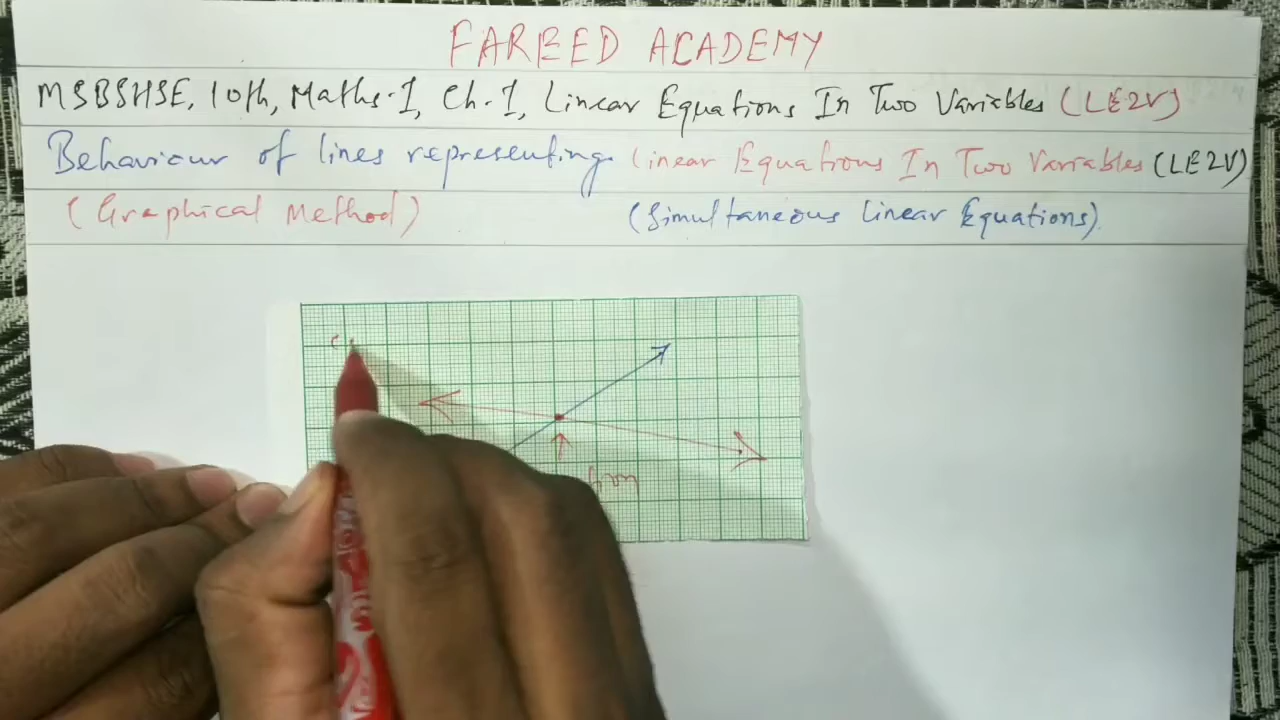 FAREED ACADEMY
MSBSHSE, 10th, Maths-I, Ch-I, Linear Equations In Two Variables (LE2V)
Behaviour of lines representing Linear Equations In Two Variables (LE2V)
(Graphical Method) (Simultaneous Linear Equations)